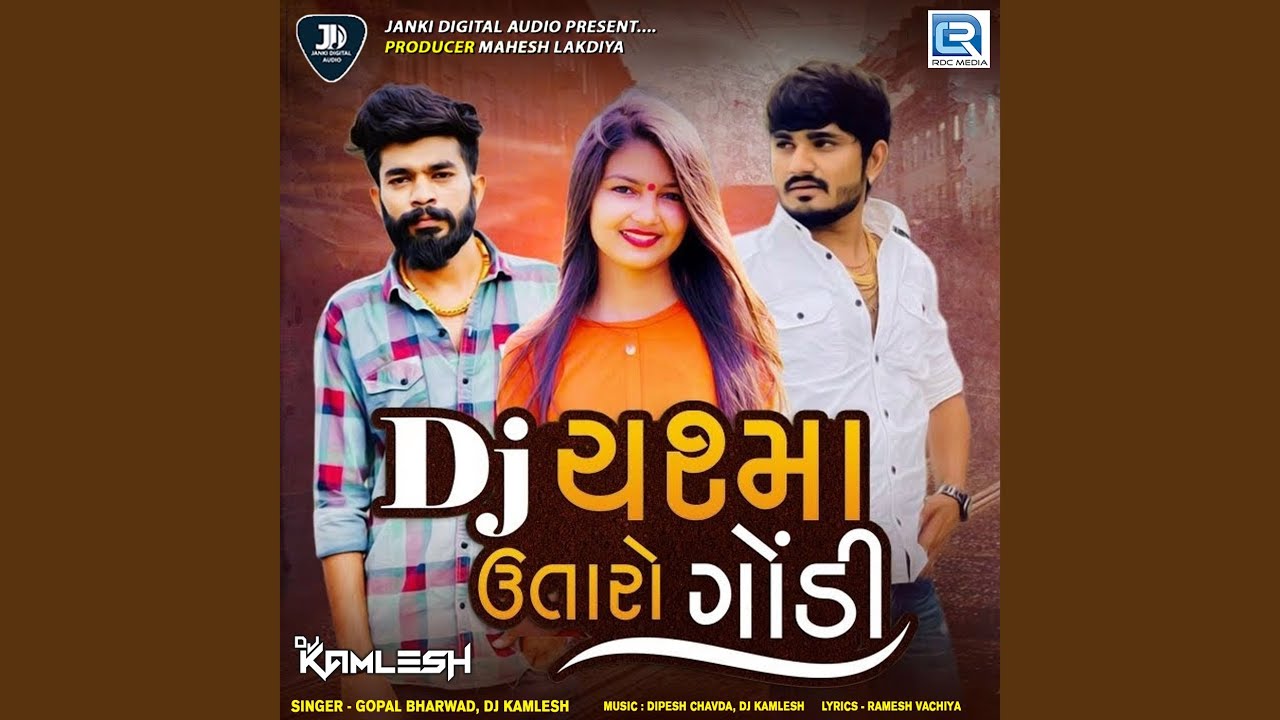 JANKI DIGITAL AUDIO PRESENT....
PRODUCER MAHESH LAKDIYA
JD
JANKI DIGITAL
AUDIO
RDC MEDIA
Dj ચશ્મા
ઉતારો ગોંડી
DJ
KAMLESH
SINGER - GOPAL BHARWAD, DJ KAMLESH
MUSIC : DIPESH CHAVDA, DJ KAMLESH
LYRICS - RAMESH VACHIYA